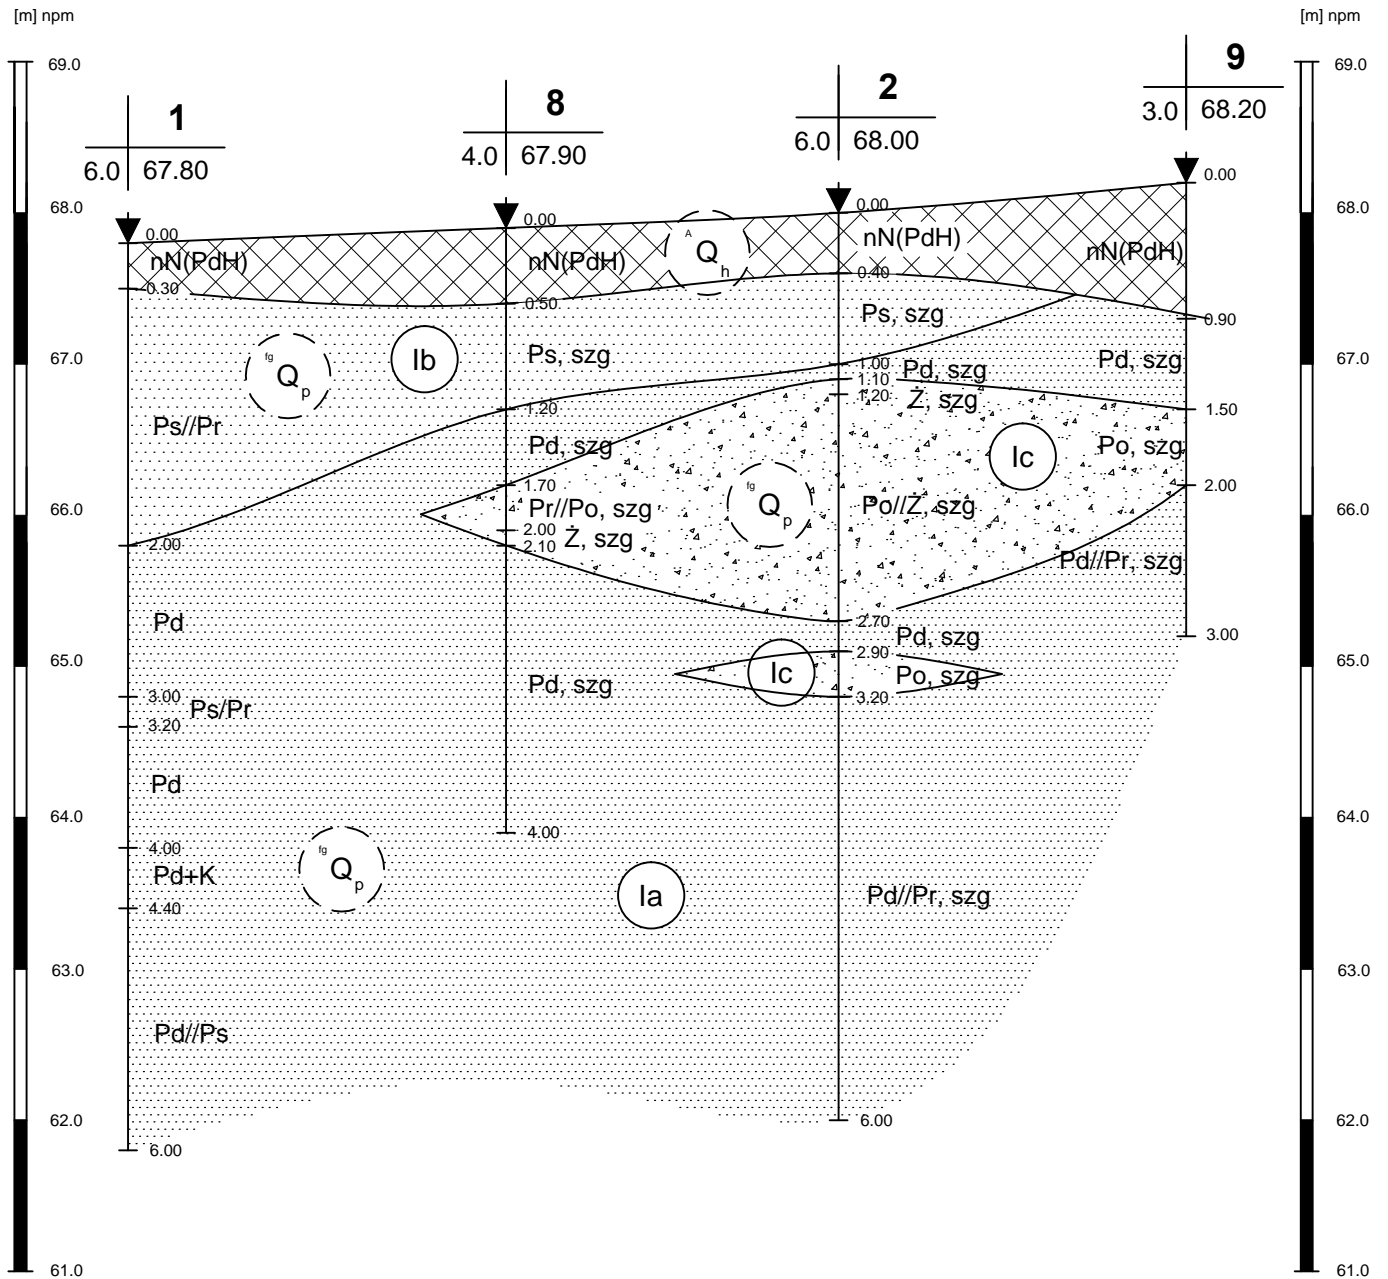 [m] npm
[m] npm
69.0
69.0
68.0
68.0
67.0
67.0
66.0
66.0
65.0
65.0
64.0
64.0
63.0
63.0
62.0
62.0
61.0
61.0
1
6.0 67.80
0.00
nN(PdH)
0.30
fg Q p
Ib
Ps//Pr
2.00
Pd
3.00
Ps/Pr
3.20
Pd
4.00
Pd+K
4.40
fg Q p
Pd//Ps
6.00
8
4.0 67.90
0.00
nN(PdH)
0.50
Ps, szg
1.20
Pd, szg
1.70
Pr//Po, szg
2.00
Ż, szg
2.10
Pd, szg
4.00
Ia
A Q h
2
6.0 68.00
0.00
nN(PdH)
0.40
Ps, szg
1.00
Pd, szg
1.10
1.20
Ż, szg
fg Q p
Po//Ż, szg
2.70
Pd, szg
2.90
Ic
Po, szg
3.20
Pd//Pr, szg
6.00
9
3.0 68.20
0.00
nN(PdH)
0.90
Pd, szg
1.50
Ic
Po, szg
2.00
Pd//Pr, szg
3.00